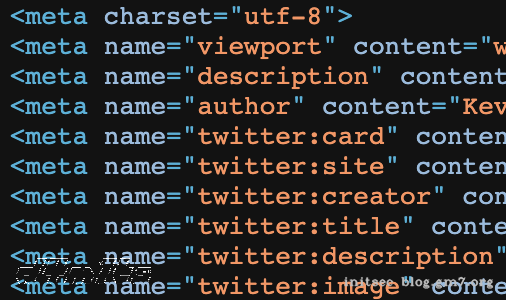 <meta charset="utf-8">
<meta name="viewport" content="w
<meta name="description" content
<meta name="author" content="Kev
<meta name="twitter:card" conten
<meta name="twitter:site" conten
<meta name="twitter:creator" con
<meta name="twitter:title" conte
<meta name="twitter:description"
<meta name="twitter:image" conte